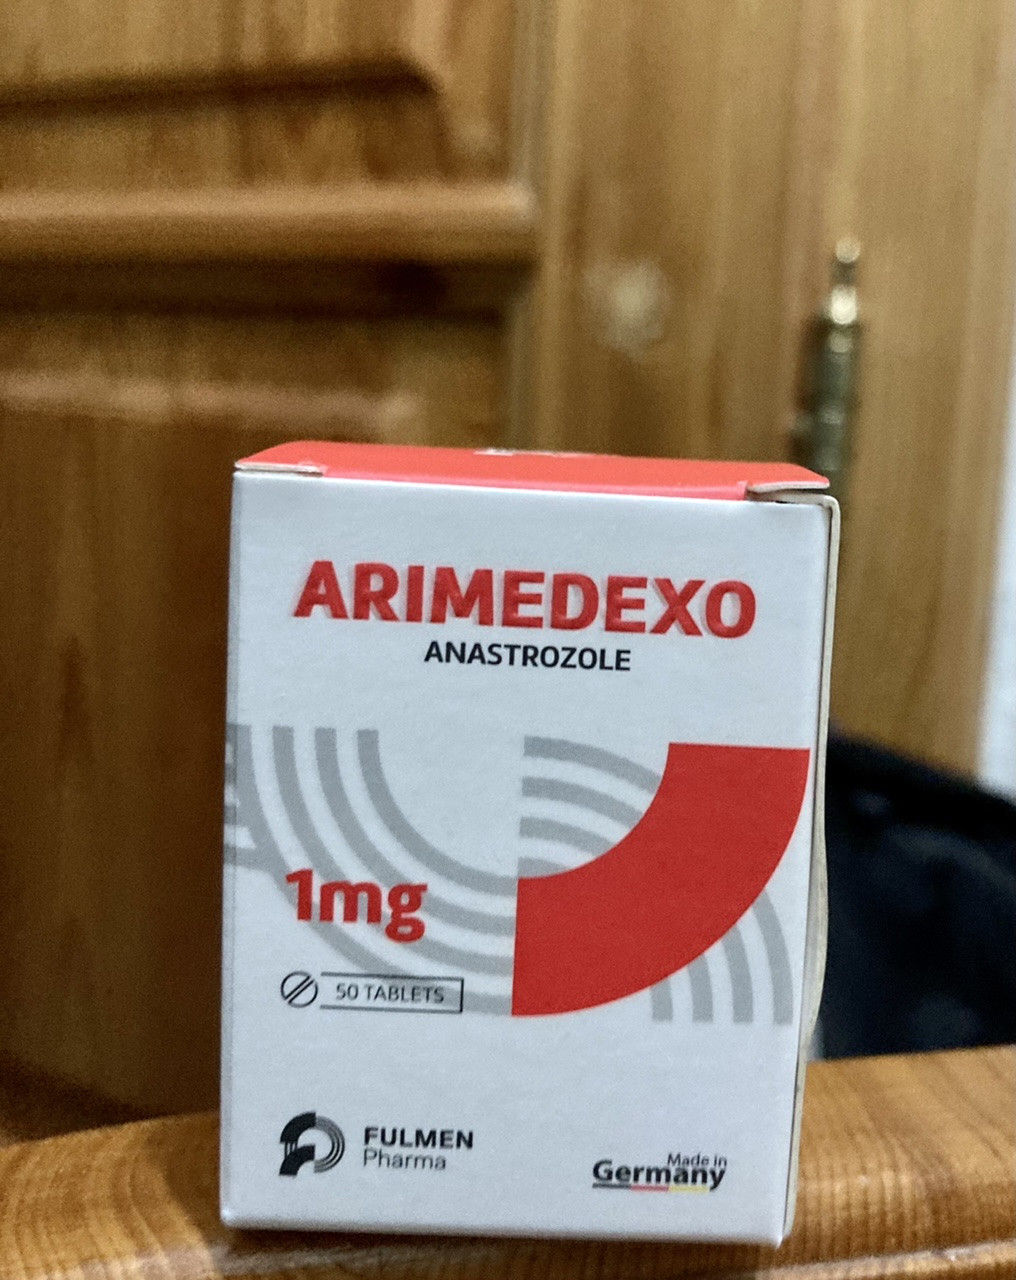 ARIMEDEXO
ANASTROZOLE
1mg
50 TABLETS
FULMEN
Pharma
Made in
Germany